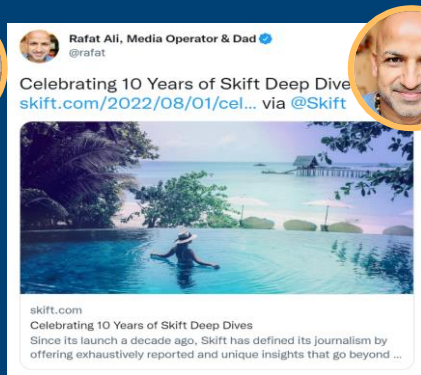 Rafat Ali, Media Operator & Dad
@rafat
Celebrating 10 Years of Skift Deep
skift.com/2022/08/01/cel... via @Skift
skift.com
Celebrating 10 Years of Skift Deep Dives
Since its launch a decade ago, Skift has defined its journalism by
offering exhaustively reported and unique insights that go beyond ...